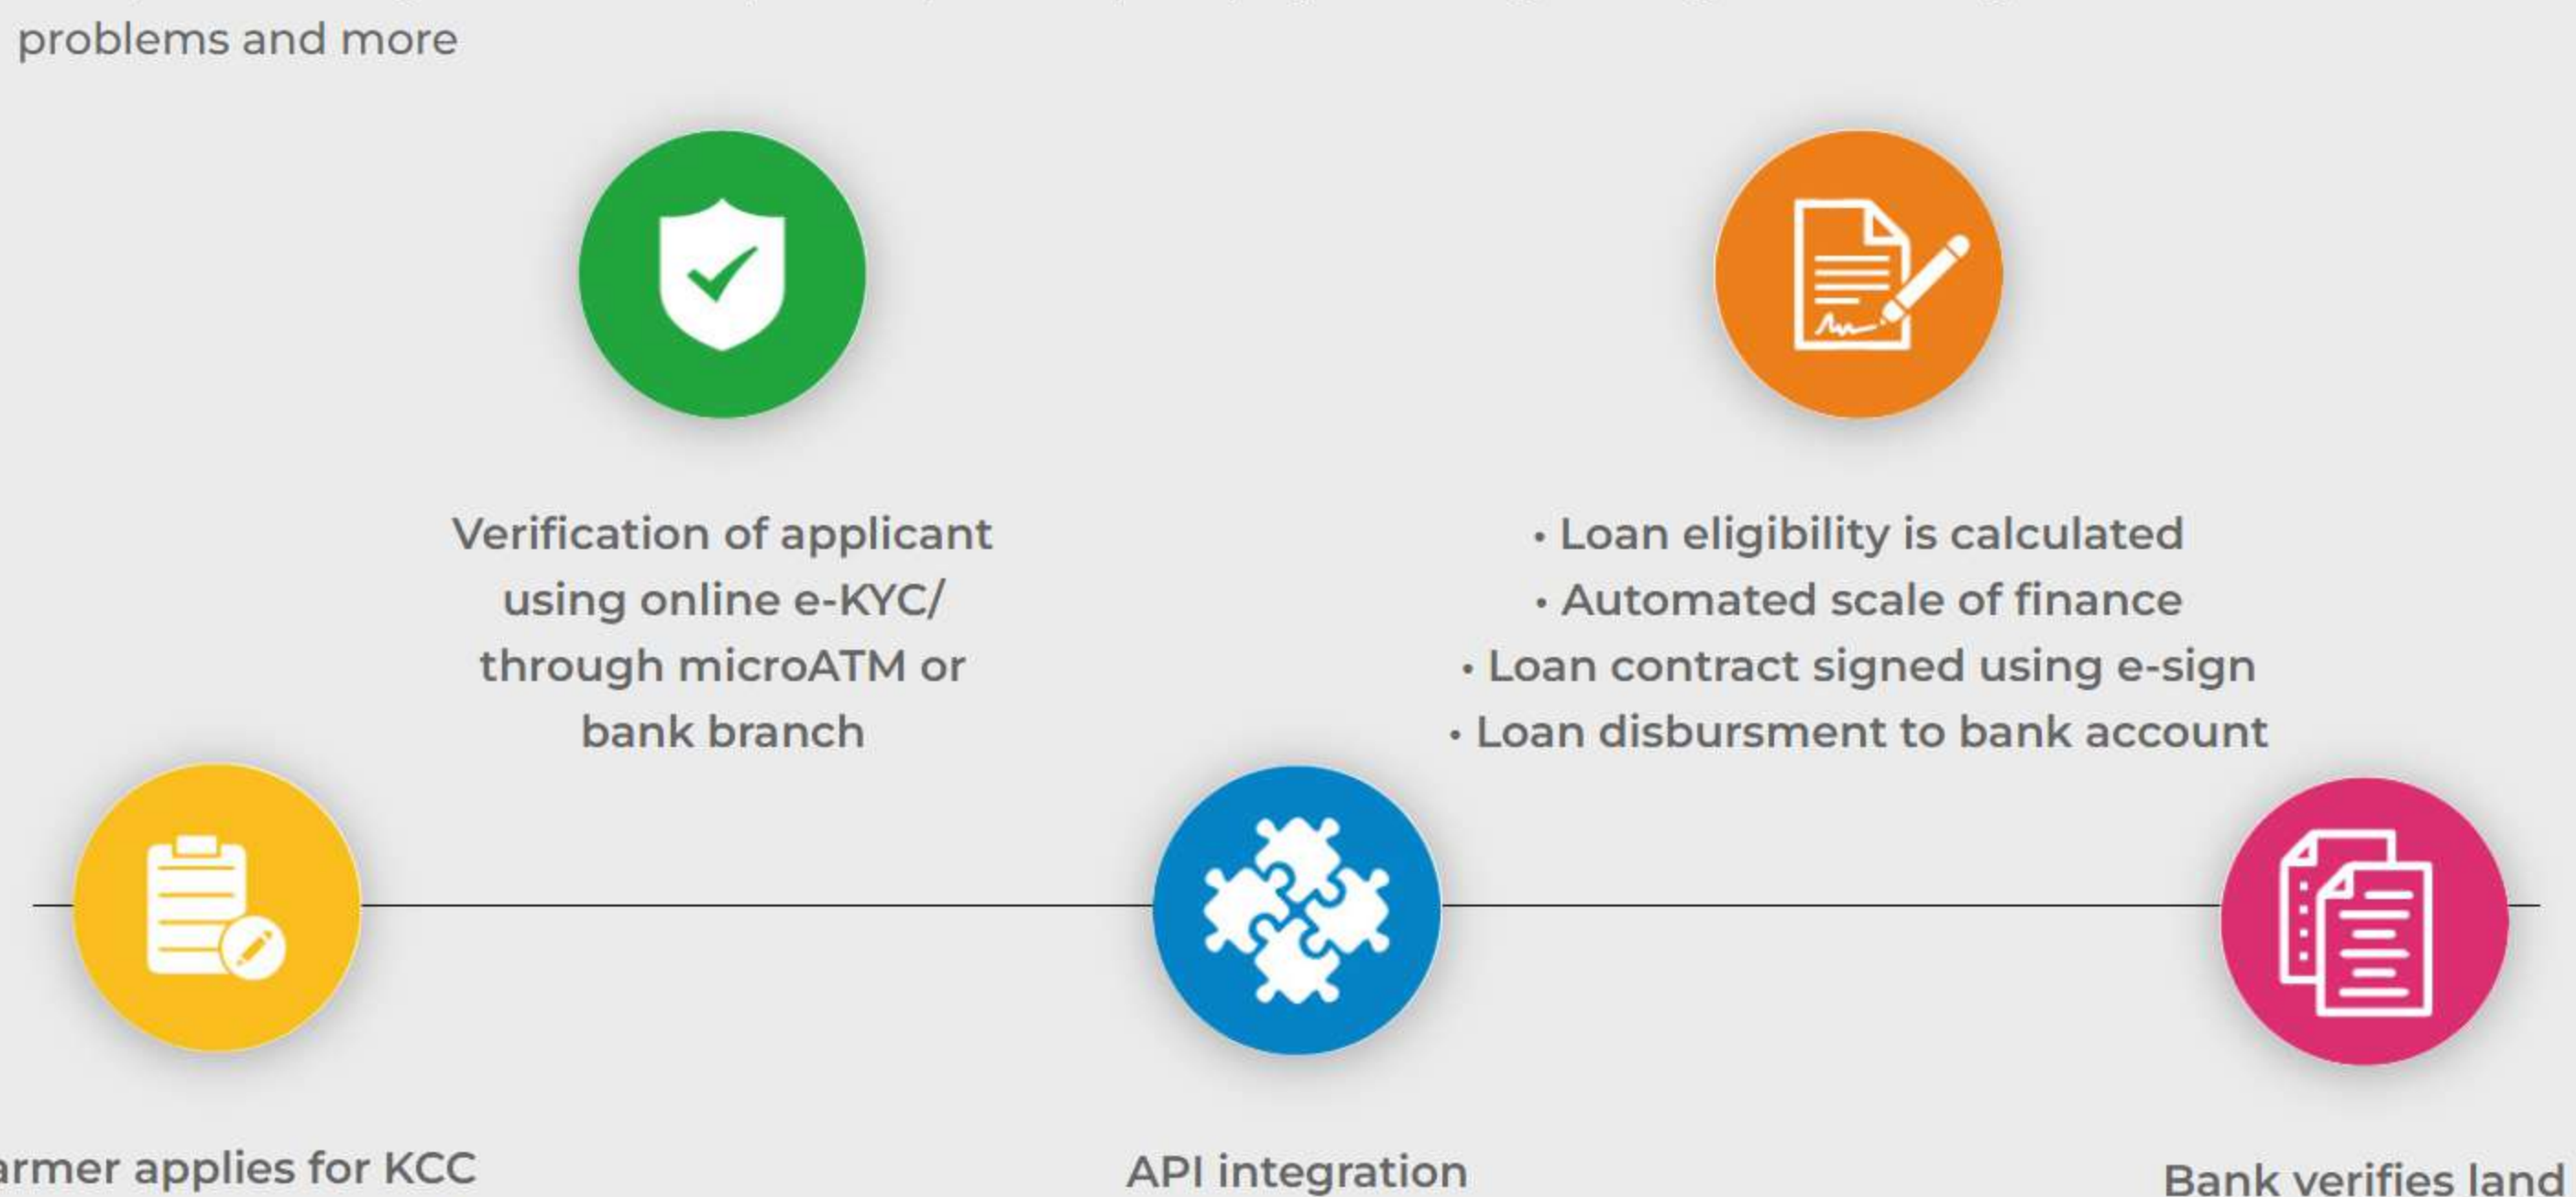 problems and more
Verification of applicant
using online e-KYC/
through microATM or
bank branch
• Loan eligibility is calculated
• Automated scale of finance
• Loan contract signed using e-sign
• Loan disbursment to bank account
armer applies for KCC
API integration
Bank verifies land